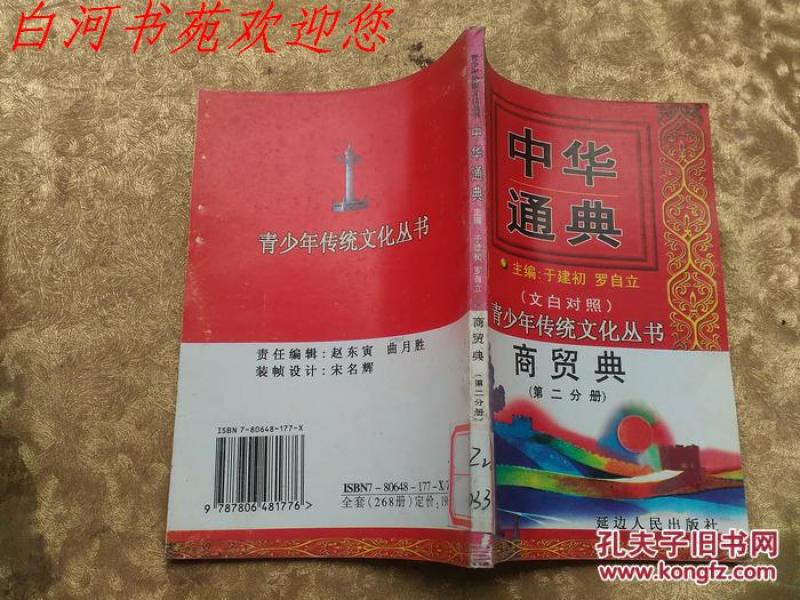 白河书苑欢迎您
青少年传统文化丛书
责任编辑：赵东寅 曲月胜
装帧设计：宋名辉
ISBN 7-80648-177-X
9 787806 481776 >
ISBN7－80648－177－X/
全套(268册)定价：19
中华通典
主编 于建初 罗自立
商贸典
(第二分册)
中华
通典
主编：于建初 罗自立
(文白对照)
青少年传统文化丛书
商贸典
(第二分册)
延边人民出版社
孔夫子旧书网
www.kongfz.com